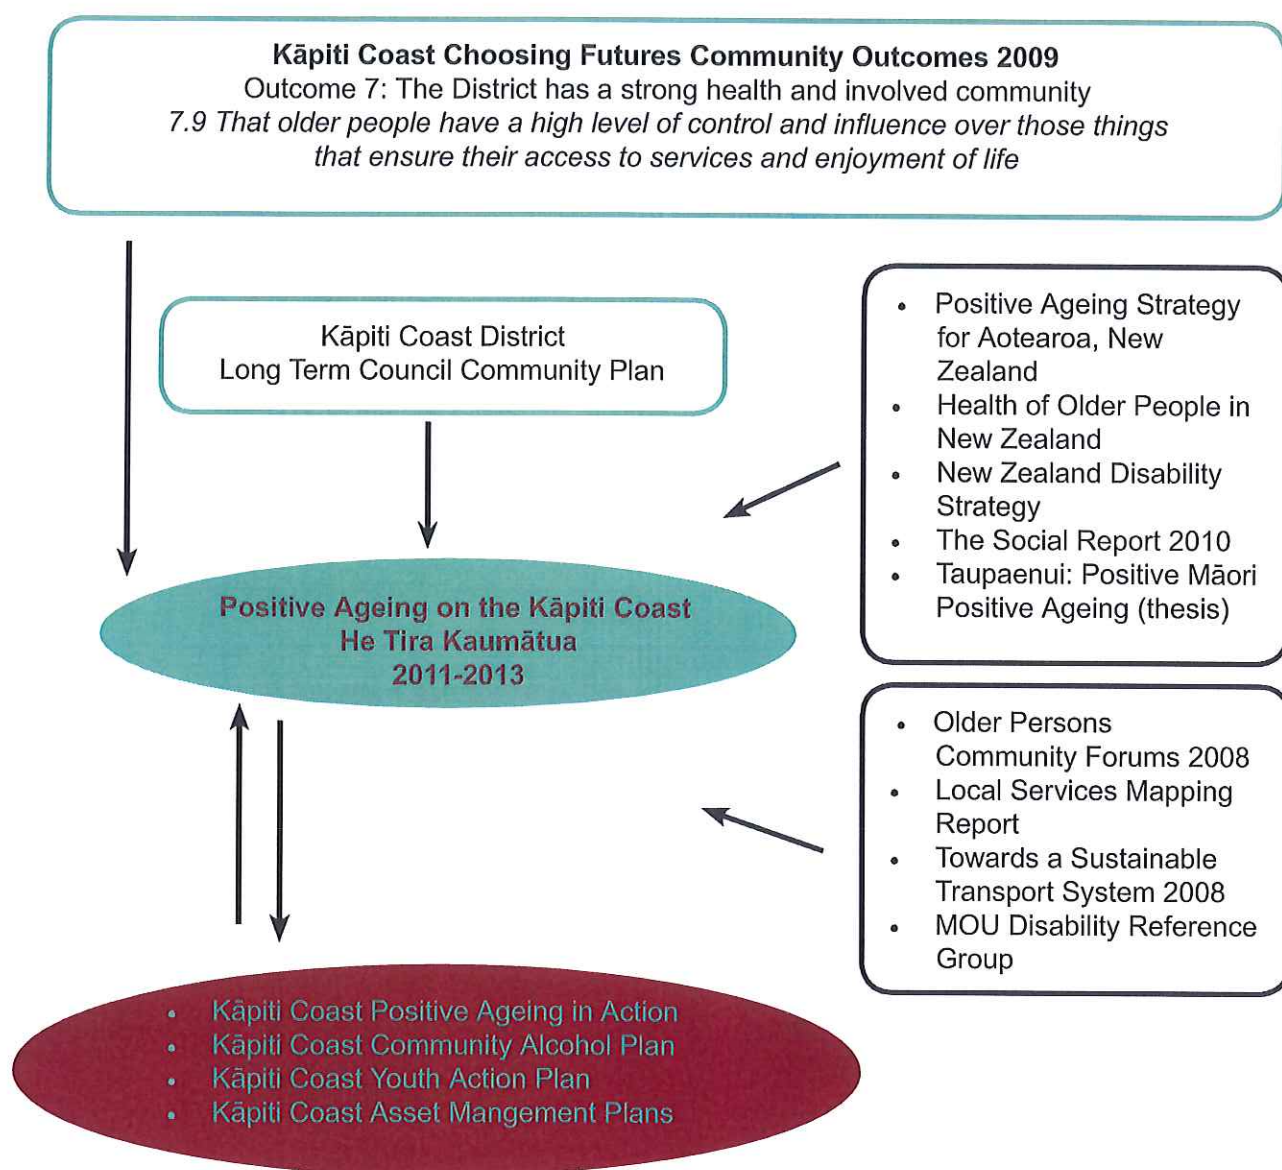 Kāpiti Coast Choosing Futures Community Outcomes 2009
Outcome 7: The District has a strong health and involved community
7.9 That older people have a high level of control and influence over those things
that ensure their access to services and enjoyment of life
Kāpiti Coast District
Long Term Council Community Plan
• Positive Ageing Strategy
for Aotearoa, New
Zealand
• Health of Older People in
New Zealand
• New Zealand Disability
Strategy
• The Social Report 2010
• Taupaenui: Positive Māori
Positive Ageing (thesis)
Positive Ageing on the Kāpiti Coast
He Tira Kaumātua
2011-2013
• Older Persons
Community Forums 2008
• Local Services Mapping
Report
• Towards a Sustainable
Transport System 2008
• MOU Disability Reference
Group
• Kāpiti Coast Positive Ageing in Action
• Kāpiti Coast Community Alcohol Plan
• Kāpiti Coast Youth Action Plan
• Kāpiti Coast Asset Mangement Plans